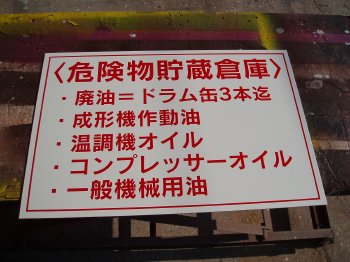 〈危険物貯蔵倉庫〉
・廃油＝ドラム缶3本迄
・成形機作動油
・温調機オイル
・コンプレッサーオイル
・一般機械用油